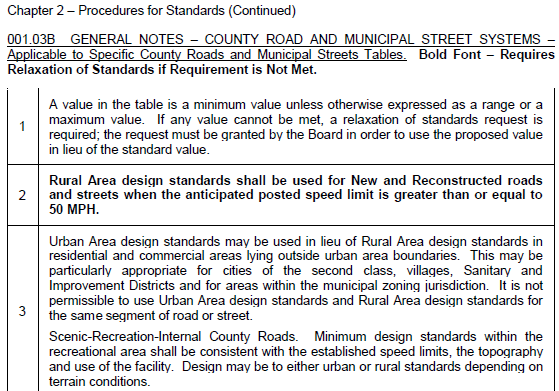 Chapter 2 – Procedures for Standards (Continued)
001.03B GENERAL NOTES – COUNTY ROAD AND MUNICIPAL STREET SYSTEMS –
Applicable to Specific County Roads and Municipal Streets Tables. Bold Font – Requires
Relaxation of Standards if Requirement is Not Met.
A value in the table is a minimum value unless otherwise expressed as a range or a
maximum value. If any value cannot be met, a relaxation of standards request is
1
required; the request must be granted by the Board in order to use the proposed value
in lieu of the standard value.
Rural Area design standards shall be used for New and Reconstructed roads
2
and streets when the anticipated posted speed limit is greater than or equal to
50 MPH.
Urban Area design standards may be used in lieu of Rural Area design standards in
residential and commercial areas lying outside urban area boundaries. This may be
particularly appropriate for cities of the second class, villages, Sanitary and
Improvement Districts and for areas within the municipal zoning jurisdiction. It is not
permissible to use Urban Area design standards and Rural Area design standards for
3
the same segment of road or street.
Scenic-Recreation-Internal County Roads. Minimum design standards within the
recreational area shall be consistent with the established speed limits, the topography
and use of the facility. Design may be to either urban or rural standards depending on
terrain conditions.